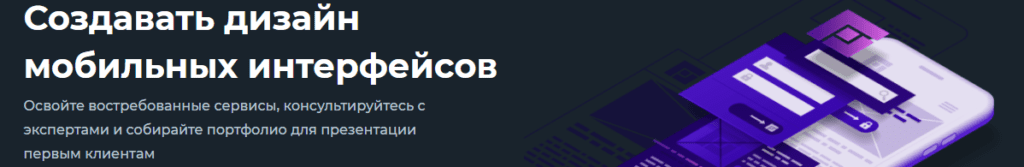 Создавать дизайн
мобильных интерфейсов
Освойте востребованные сервисы, консультируйтесь с
экспертами и собирайте портфолио для презентации
первым клиентам